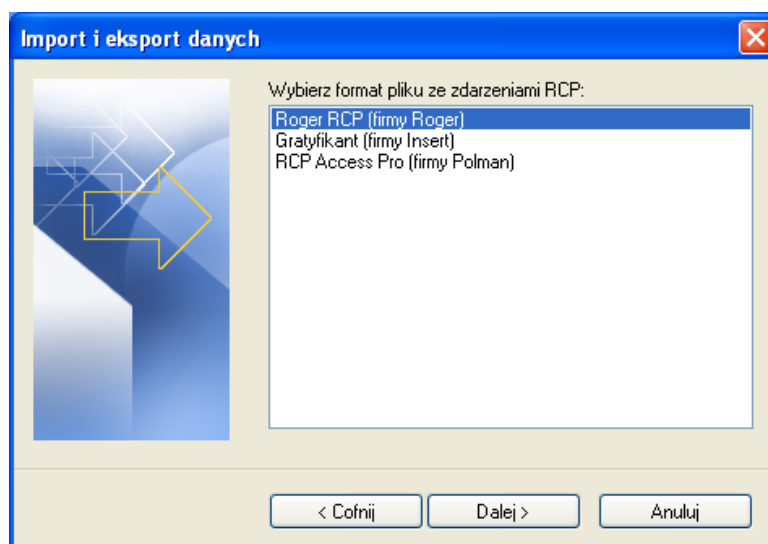 Import i eksport danych
Wybierz format pliku ze zdarzeniami RCP:
Roger RCP (firmy Roger)
Gratyfikant (firmy Insert)
RCP Access Pro (firmy Polman)
< Cofnij
Dalej >
Anuluj